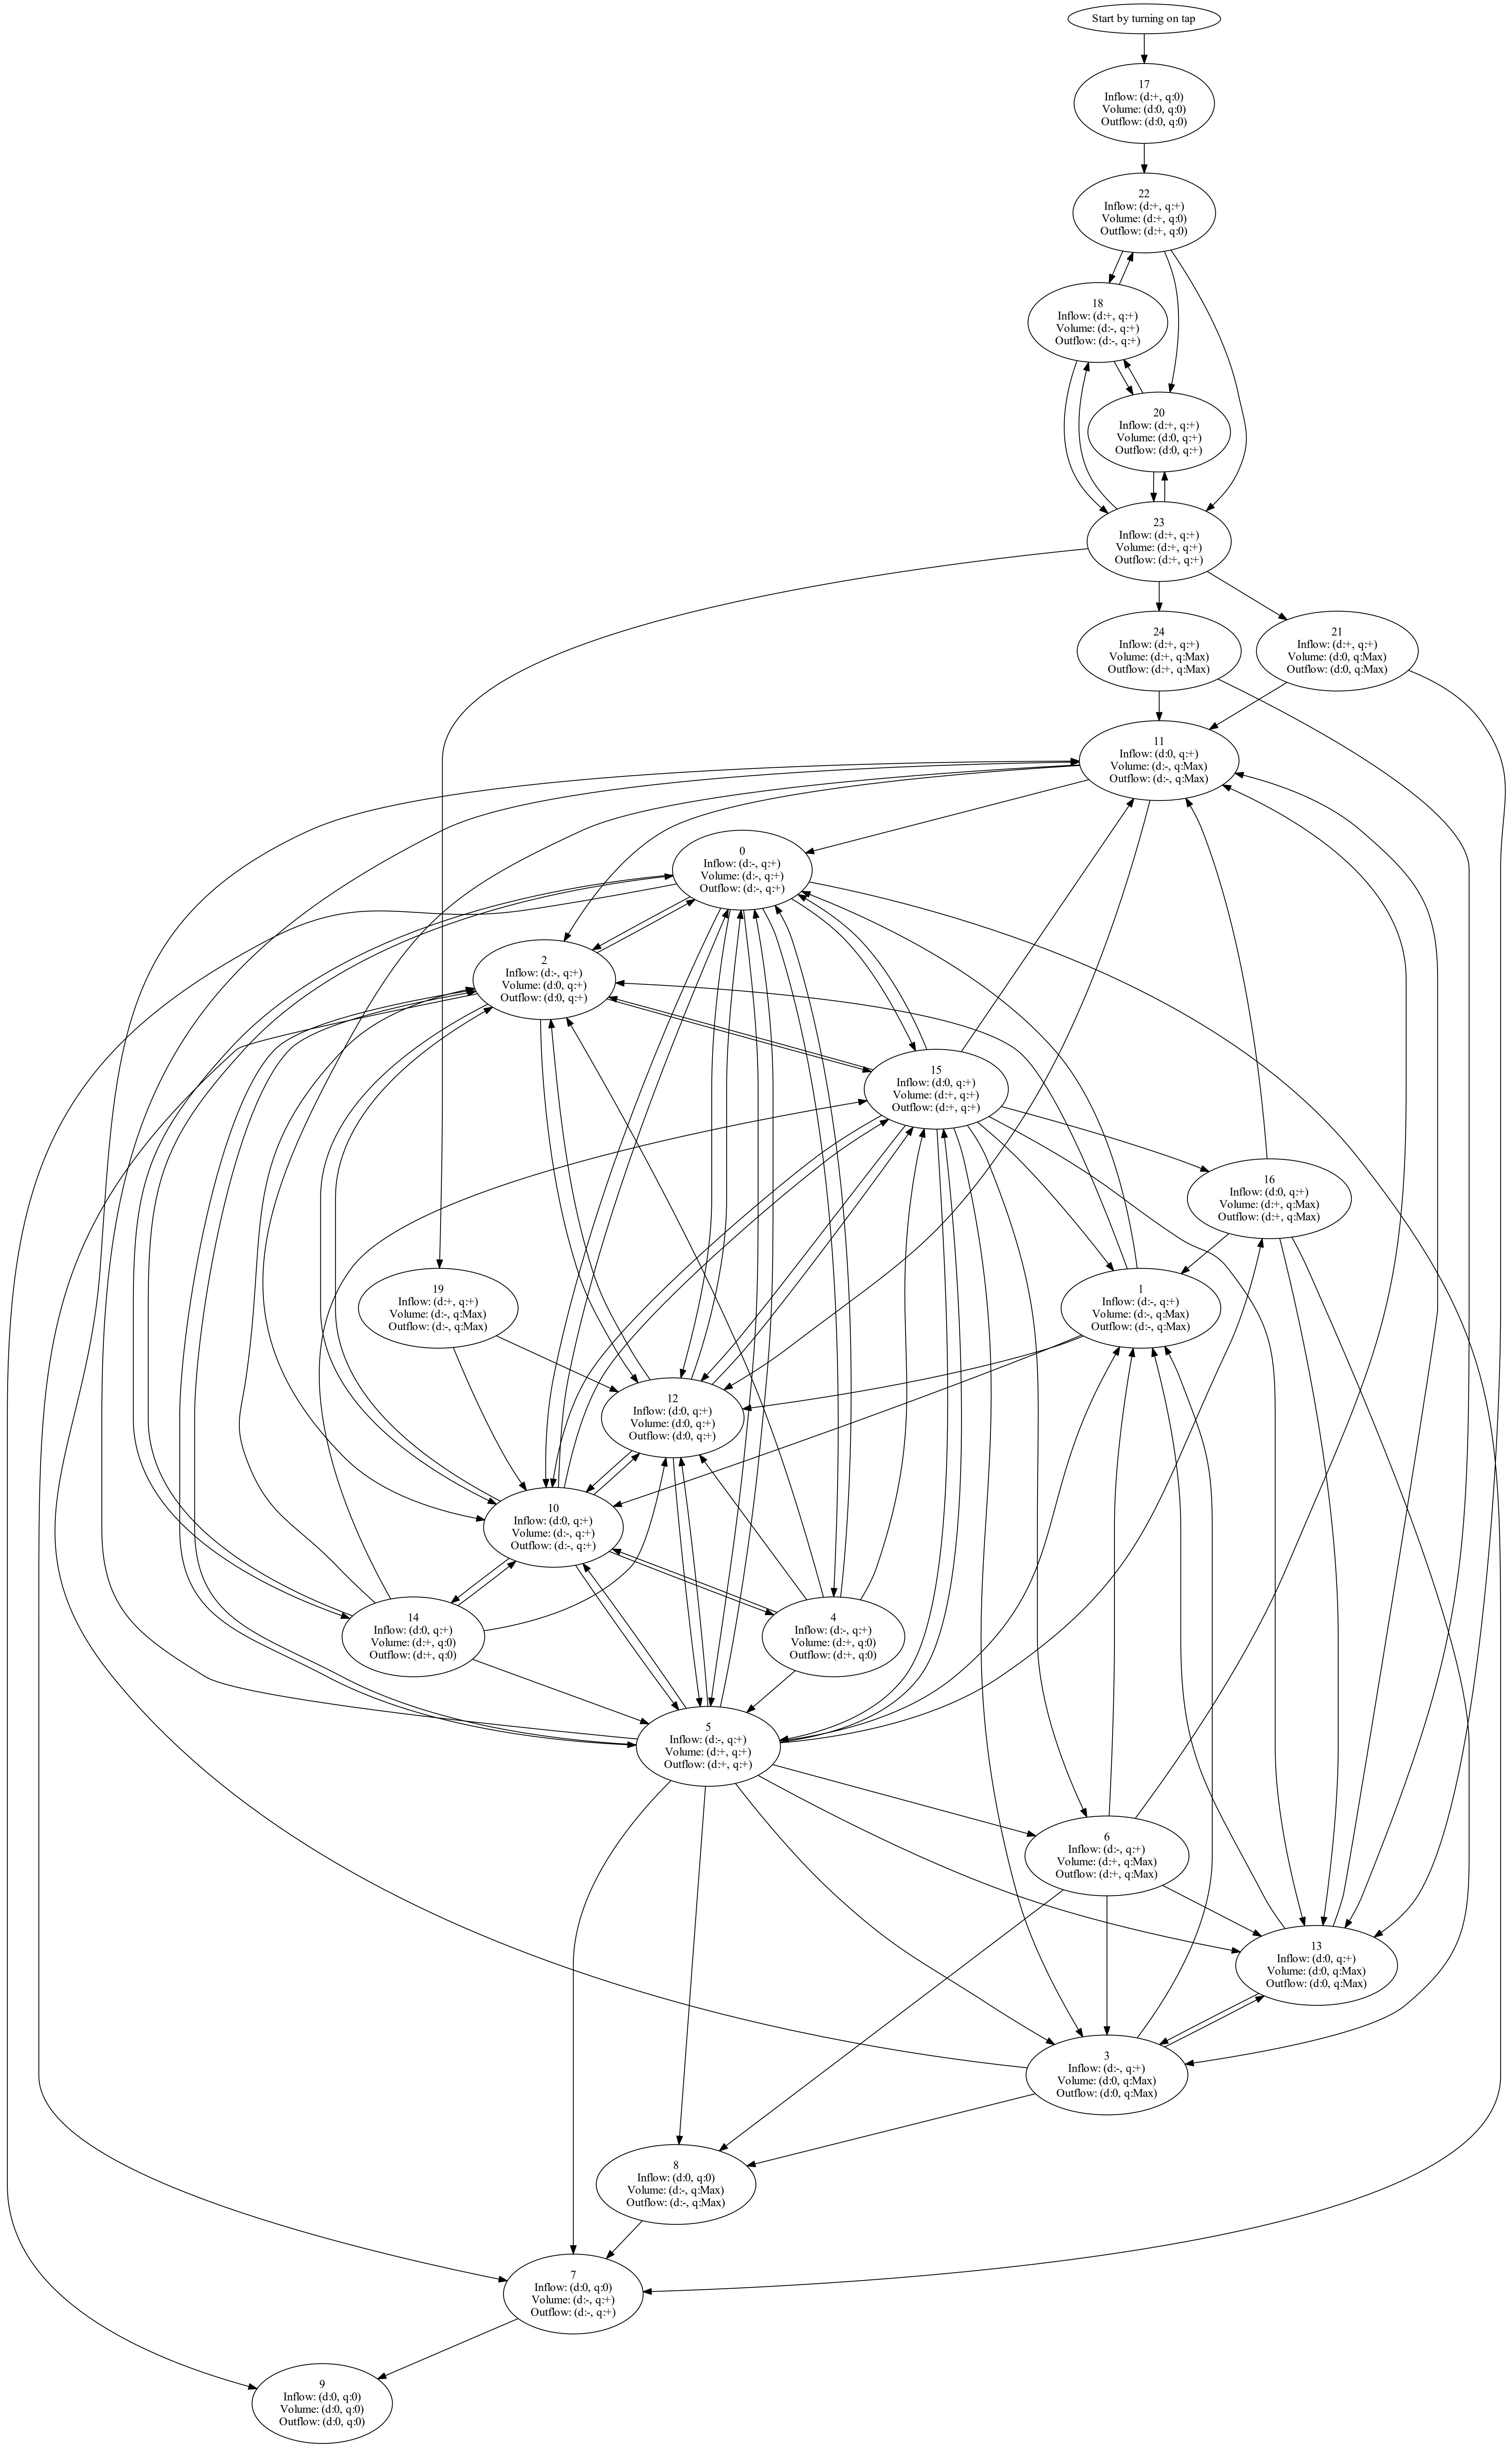 Start by turning on tap
17
Inflow: (d:+, q:0)
Volume: (d:0, q:0)
Outflow: (d:0, q:0)
22
Inflow: (d:+, q:+)
Volume: (d:+, q:0)
Outflow: (d:+, q:0)
18
Inflow: (d:+, q:+)
Volume: (d:-, q:+)
Outflow: (d:-, q:+)
20
Inflow: (d:+, q:+)
Volume: (d:0, q:+)
Outflow: (d:0, q:+)
23
Inflow: (d:+, q:+)
Volume: (d:+, q:+)
Outflow: (d:+, q:+)
24
Inflow: (d:+, q:+)
Volume: (d:+, q:Max)
Outflow: (d:+, q:Max)
21
Inflow: (d:+, q:+)
Volume: (d:0, q:Max)
Outflow: (d:0, q:Max)
11
Inflow: (d:0, q:+)
Volume: (d:-, q:Max)
Outflow: (d:-, q:Max)
0
Inflow: (d:-, q:+)
Volume: (d:-, q:+)
Outflow: (d:-, q:+)
2
Inflow: (d:-, q:+)
Volume: (d:0, q:+)
Outflow: (d:0, q:+)
15
Inflow: (d:0, q:+)
Volume: (d:+, q:+)
Outflow: (d:+, q:+)
16
Inflow: (d:0, q:+)
Volume: (d:+, q:Max)
Outflow: (d:+, q:Max)
19
Inflow: (d:+, q:+)
Volume: (d:-, q:Max)
Outflow: (d:-, q:Max)
1
Inflow: (d:-, q:+)
Volume: (d:-, q:Max)
Outflow: (d:-, q:Max)
12
Inflow: (d:0, q:+)
Volume: (d:0, q:+)
Outflow: (d:0, q:+)
10
Inflow: (d:0, q:+)
Volume: (d:-, q:+)
Outflow: (d:-, q:+)
14
Inflow: (d:0, q:+)
Volume: (d:+, q:0)
Outflow: (d:+, q:0)
4
Inflow: (d:-, q:+)
Volume: (d:+, q:0)
Outflow: (d:+, q:0)
5
Inflow: (d:-, q:+)
Volume: (d:+, q:+)
Outflow: (d:+, q:+)
6
Inflow: (d:-, q:+)
Volume: (d:+, q:Max)
Outflow: (d:+, q:Max)
13
Inflow: (d:0, q:+)
Volume: (d:0, q:Max)
Outflow: (d:0, q:Max)
3
Inflow: (d:-, q:+)
Volume: (d:0, q:Max)
Outflow: (d:0, q:Max)
8
Inflow: (d:0, q:0)
Volume: (d:-, q:Max)
Outflow: (d:-, q:Max)
7
Inflow: (d:0, q:0)
Volume: (d:-, q:+)
Outflow: (d:-, q:+)
9
Inflow: (d:0, q:0)
Volume: (d:0, q:0)
Outflow: (d:0, q:0)